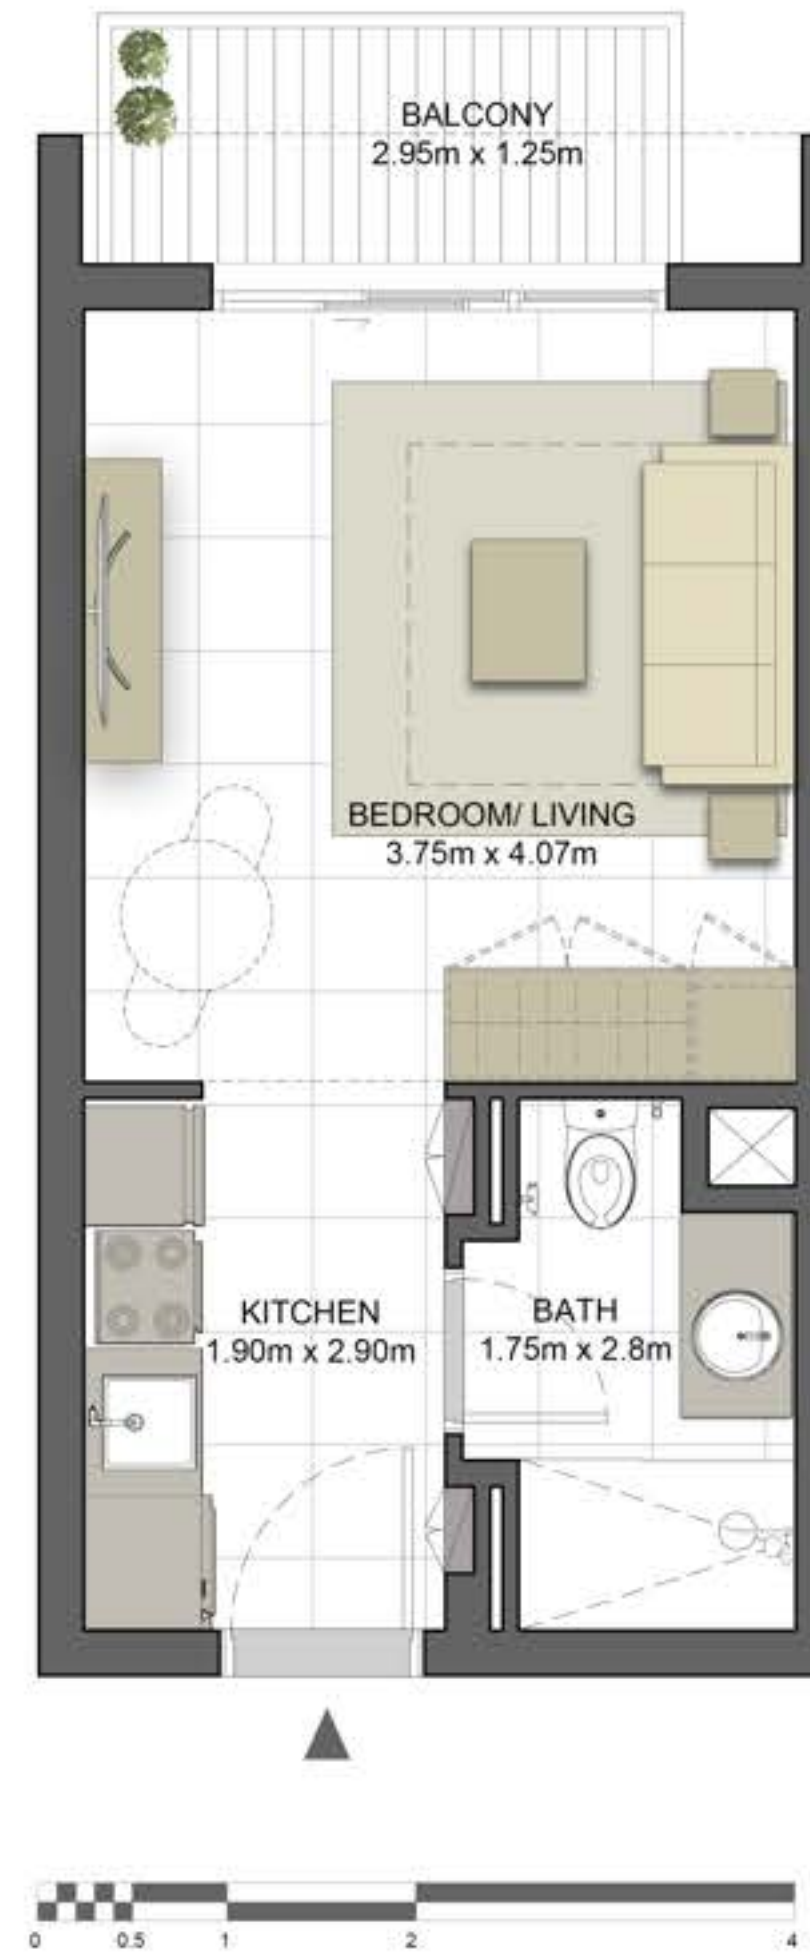 BALCONY
2.95m x 1.25m
BEDROOM/ LIVING
3.75m x 4.07m
KITCHEN
1.90m x 2.90m
BATH
1.75m x 2.8m
0 0.5 1 2 4